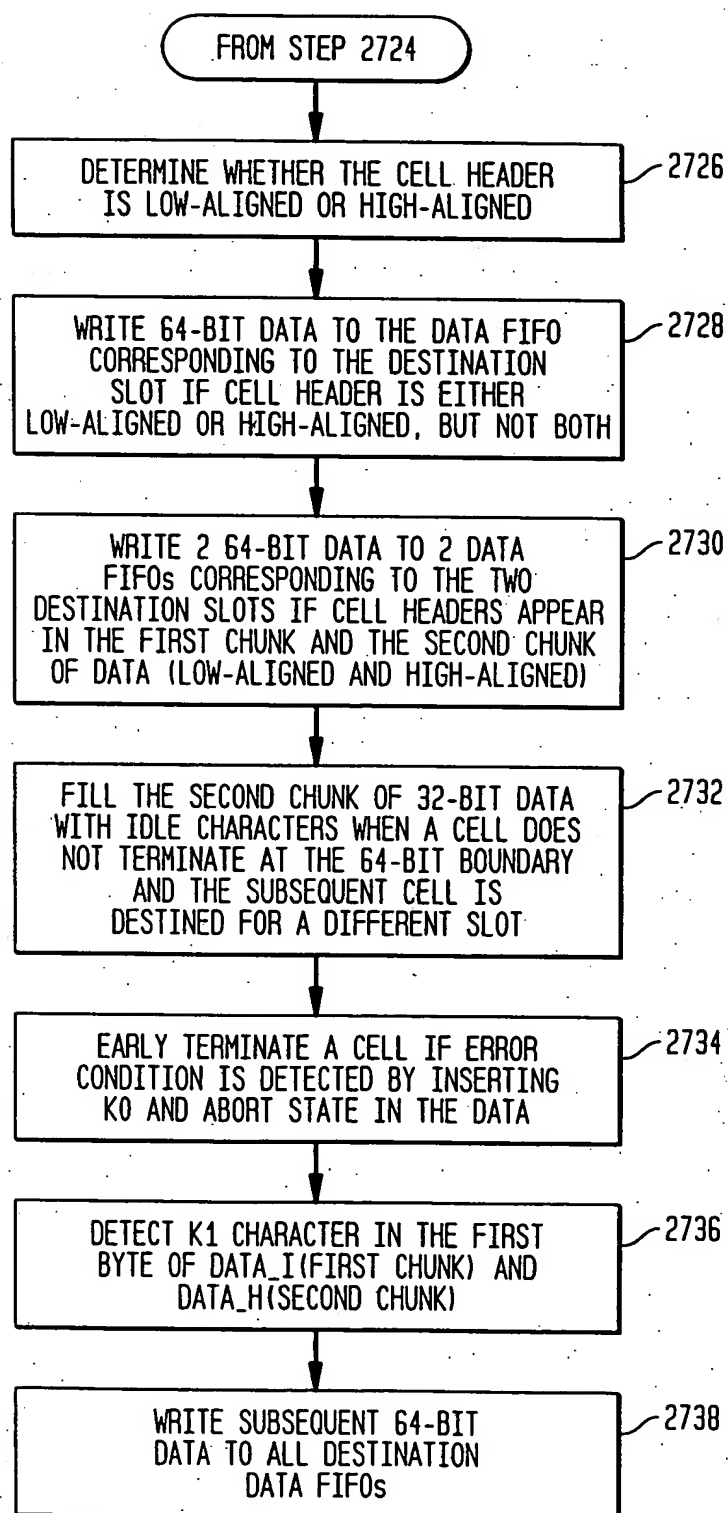 FROM STEP 2724
DETERMINE WHETHER THE CELL HEADER
IS LOW-ALIGNED OR HIGH-ALIGNED
2726
WRITE 64-BIT DATA TO THE DATA FIFO
CORRESPONDING TO THE DESTINATION
SLOT IF CELL HEADER IS EITHER
LOW-ALIGNED OR HIGH-ALIGNED, BUT NOT BOTH
2728
WRITE 2 64-BIT DATA TO 2 DATA
FIFOs CORRESPONDING TO THE TWO
DESTINATION SLOTS IF CELL HEADERS APPEAR
IN THE FIRST CHUNK AND THE SECOND CHUNK
OF DATA (LOW-ALIGNED AND HIGH-ALIGNED)
2730
FILL THE SECOND CHUNK OF 32-BIT DATA
WITH IDLE CHARACTERS WHEN A CELL DOES
NOT TERMINATE AT THE 64-BIT BOUNDARY
AND THE SUBSEQUENT CELL IS
DESTINED FOR A DIFFERENT SLOT
2732
EARLY TERMINATE A CELL IF ERROR
CONDITION IS DETECTED BY INSERTING
K0 AND ABORT STATE IN THE DATA
2734
DETECT K1 CHARACTER IN THE FIRST
BYTE OF DATA_I(FIRST CHUNK) AND
DATA_H(SECOND CHUNK)
2736
WRITE SUBSEQUENT 64-BIT
DATA TO ALL DESTINATION
DATA FIFOs
2738